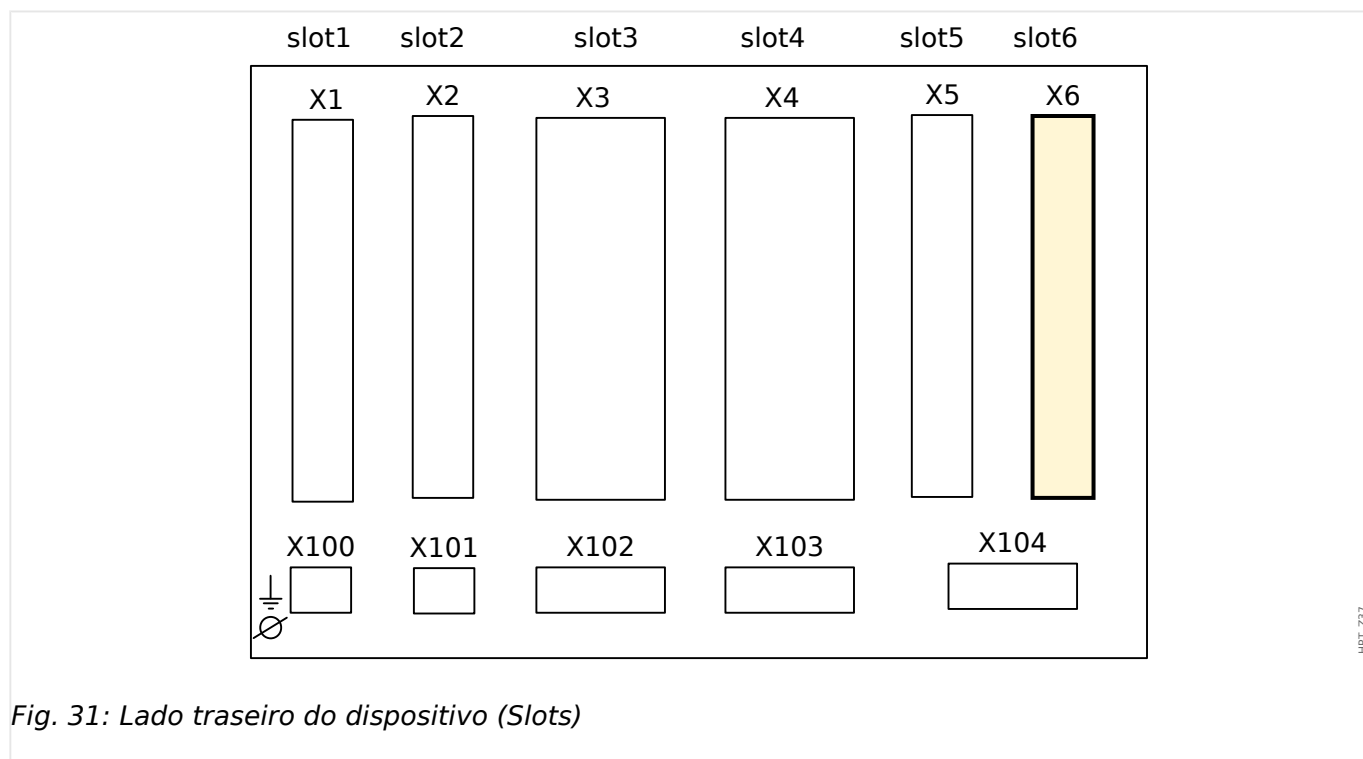 slot1 slot2 slot3 slot4 slot5 slot6
X1 X2 X3 X4 X5 X6
X100 X101 X102 X103 X104
Fig. 31: Lado traseiro do dispositivo (Slots)